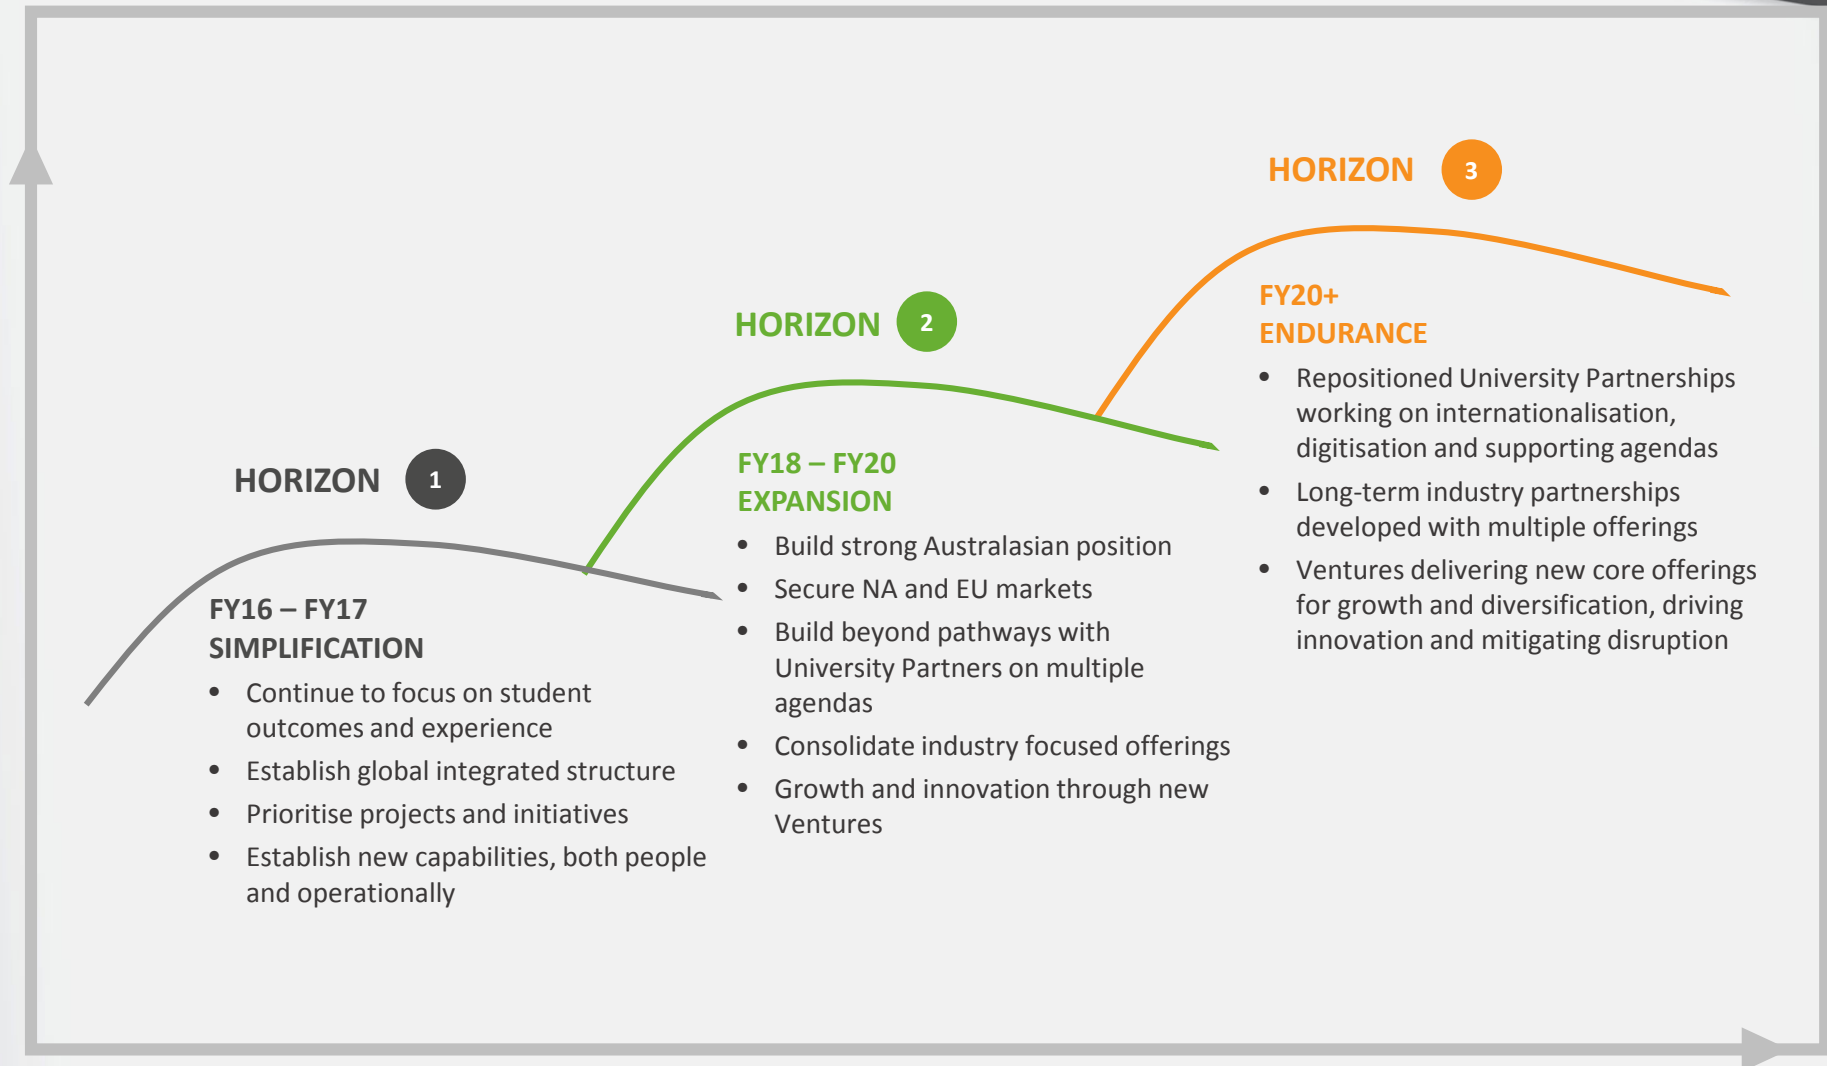 HORIZON 1
FY16 – FY17
SIMPLIFICATION
• Continue to focus on student
outcomes and experience
• Establish global integrated structure
• Prioritise projects and initiatives
• Establish new capabilities, both people
and operationally
HORIZON 2
FY18 – FY20
EXPANSION
• Build strong Australasian position
• Secure NA and EU markets
• Build beyond pathways with
University Partners on multiple
agendas
• Consolidate industry focused offerings
• Growth and innovation through new
Ventures
HORIZON 3
FY20+
ENDURANCE
• Repositioned University Partnerships
working on internationalisation,
digitisation and supporting agendas
• Long-term industry partnerships
developed with multiple offerings
• Ventures delivering new core offerings
for growth and diversification, driving
innovation and mitigating disruption